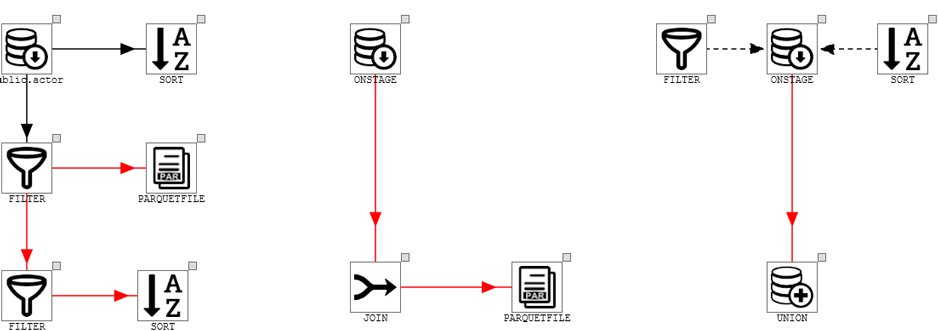 A Z
A Z
ublic.actor
SORT
ONSTAGE
FILTER
ONSTAGE
SORT
PAR
FILTER
PARQUETFILE
A Z
PAR
FILTER
SORT
JOIN
PARQUETFILE
UNION